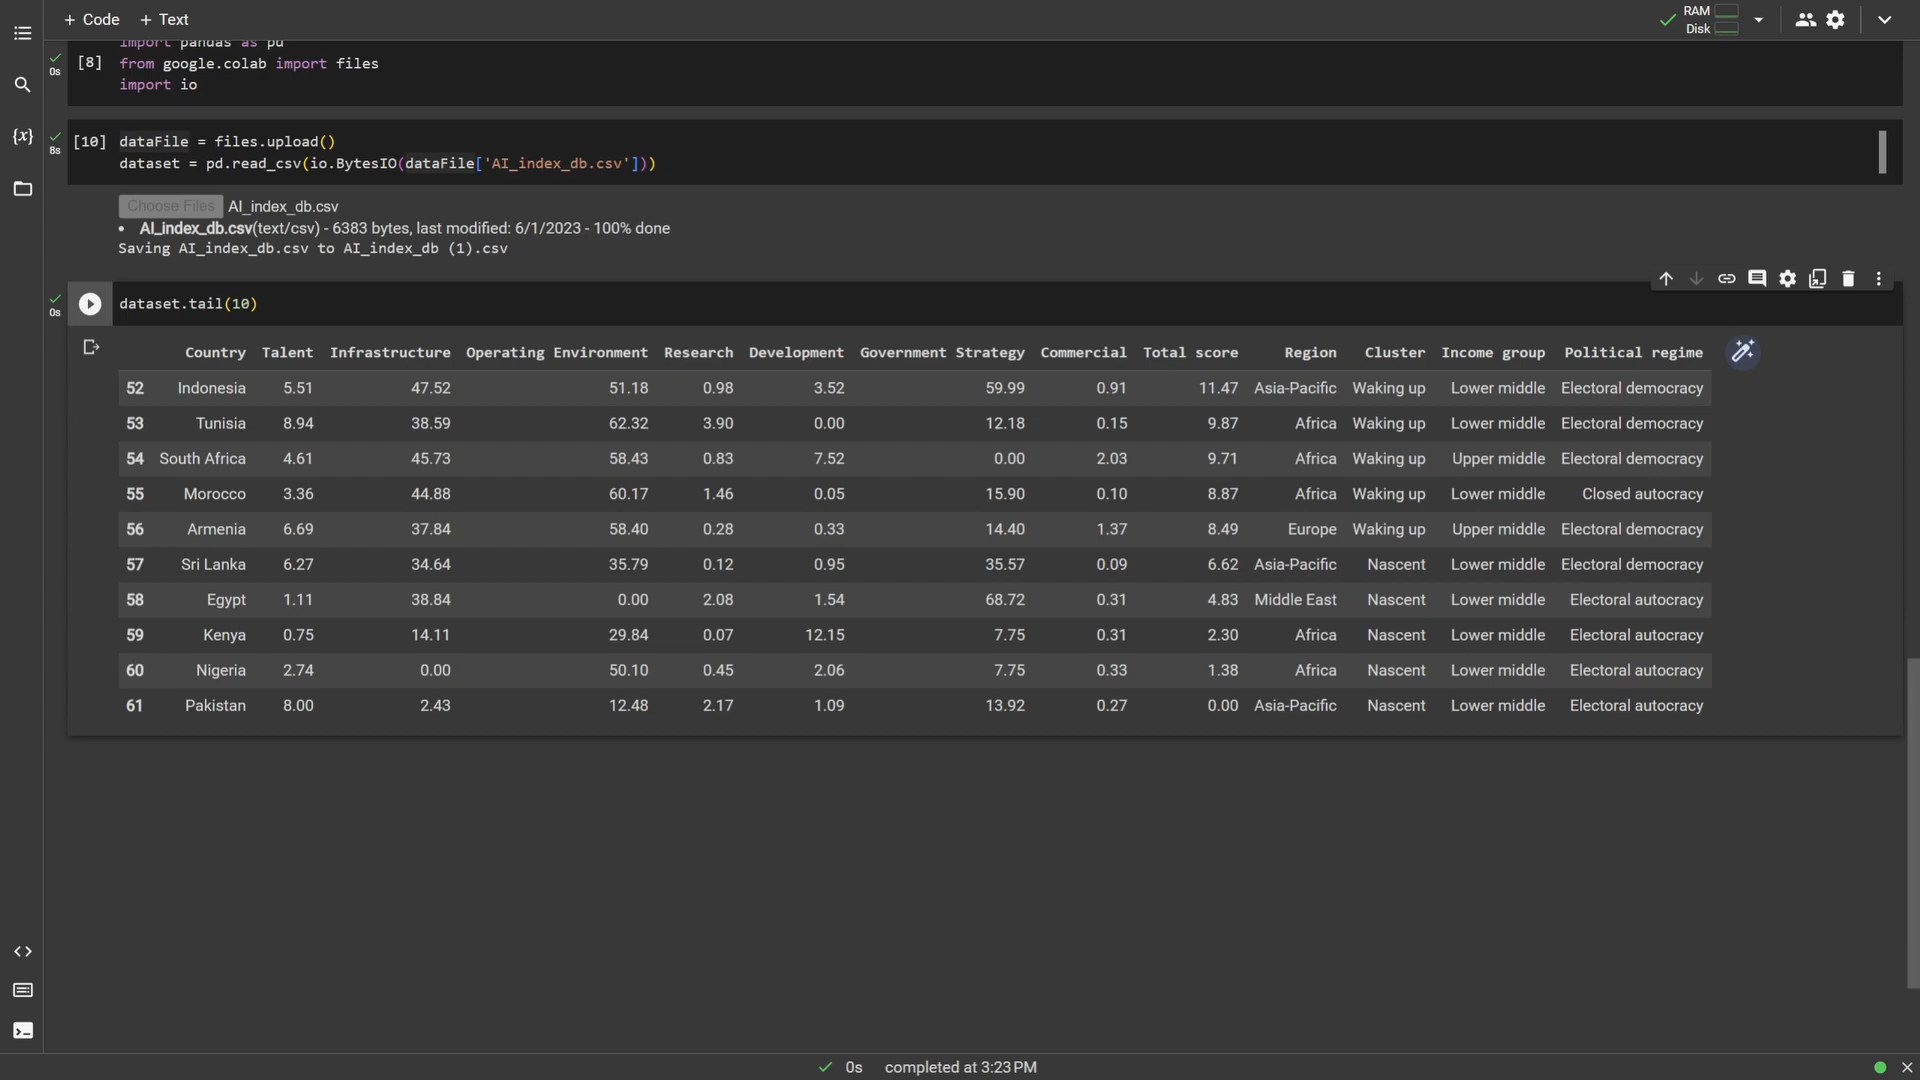 + Code + Text
RAM
Disk
import pandas as pd
0s [8] from google.colab import files
import io
8s [10] dataFile = files.upload()
dataset = pd.read_csv(io.BytesIO(dataFile['AI_index_db.csv']))
Choose Files AI_index_db.csv
• AI_index_db.csv(text/csv) - 6383 bytes, last modified: 6/1/2023 - 100% done
Saving AI_index_db.csv to AI_index_db (1).csv
0s dataset.tail(10)
Country Talent Infrastructure Operating Environment Research Development Government Strategy Commercial Total score Region Cluster Income group Political regime
52 Indonesia 5.51 47.52 51.18 0.98 3.52 59.99 0.91 11.47 Asia-Pacific Waking up Lower middle Electoral democracy
53 Tunisia 8.94 38.59 62.32 3.90 0.00 12.18 0.15 9.87 Africa Waking up Lower middle Electoral democracy
54 South Africa 4.61 45.73 58.43 0.83 7.52 0.00 2.03 9.71 Africa Waking up Upper middle Electoral democracy
55 Morocco 3.36 44.88 60.17 1.46 0.05 15.90 0.10 8.87 Africa Waking up Lower middle Closed autocracy
56 Armenia 6.69 37.84 58.40 0.28 0.33 14.40 1.37 8.49 Europe Waking up Upper middle Electoral democracy
57 Sri Lanka 6.27 34.64 35.79 0.12 0.95 35.57 0.09 6.62 Asia-Pacific Nascent Lower middle Electoral democracy
58 Egypt 1.11 38.84 0.00 2.08 1.54 68.72 0.31 4.83 Middle East Nascent Lower middle Electoral autocracy
59 Kenya 0.75 14.11 29.84 0.07 12.15 7.75 0.31 2.30 Africa Nascent Lower middle Electoral autocracy
60 Nigeria 2.74 0.00 50.10 0.45 2.06 7.75 0.33 1.38 Africa Nascent Lower middle Electoral autocracy
61 Pakistan 8.00 2.43 12.48 2.17 1.09 13.92 0.27 0.00 Asia-Pacific Nascent Lower middle Electoral autocracy
0s completed at 3:23 PM